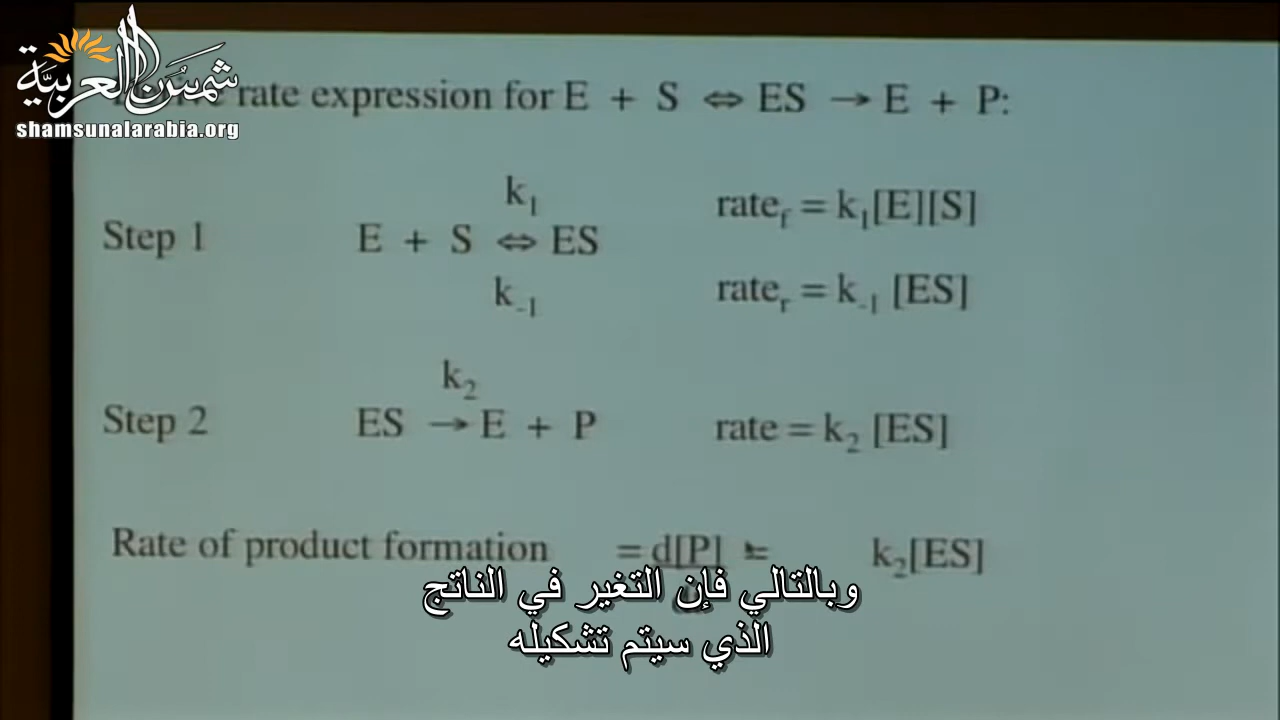 شمس العربية
shamsunalarabia.org
rate expression for E + S ⇔ ES → E + P:
k₁
rate_f = k₁[E][S]
Step 1 E + S ⇔ ES
k₋₁
rate_r = k₋₁ [ES]
k₂
Step 2 ES → E + P rate = k₂ [ES]
Rate of product formation = d[P] = k₂[ES]
وبالتالي فإن التغير في الناتج
الذي سيتم تشكيله